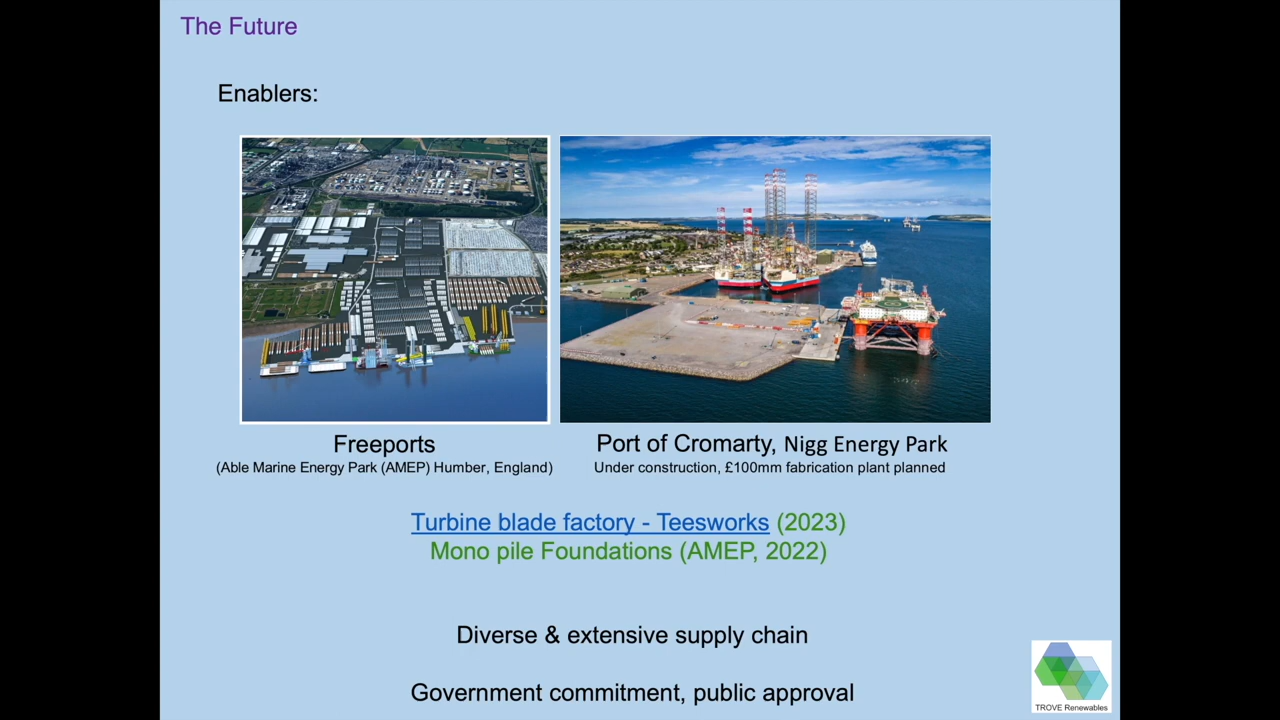 The Future
Enablers:
Freeports
(Able Marine Energy Park (AMEP) Humber, England)
Port of Cromarty, Nigg Energy Park
Under construction, £100mm fabrication plant planned
Turbine blade factory - Teesworks (2023)
Mono pile Foundations (AMEP, 2022)
Diverse & extensive supply chain
Government commitment, public approval
TROVE Renewables